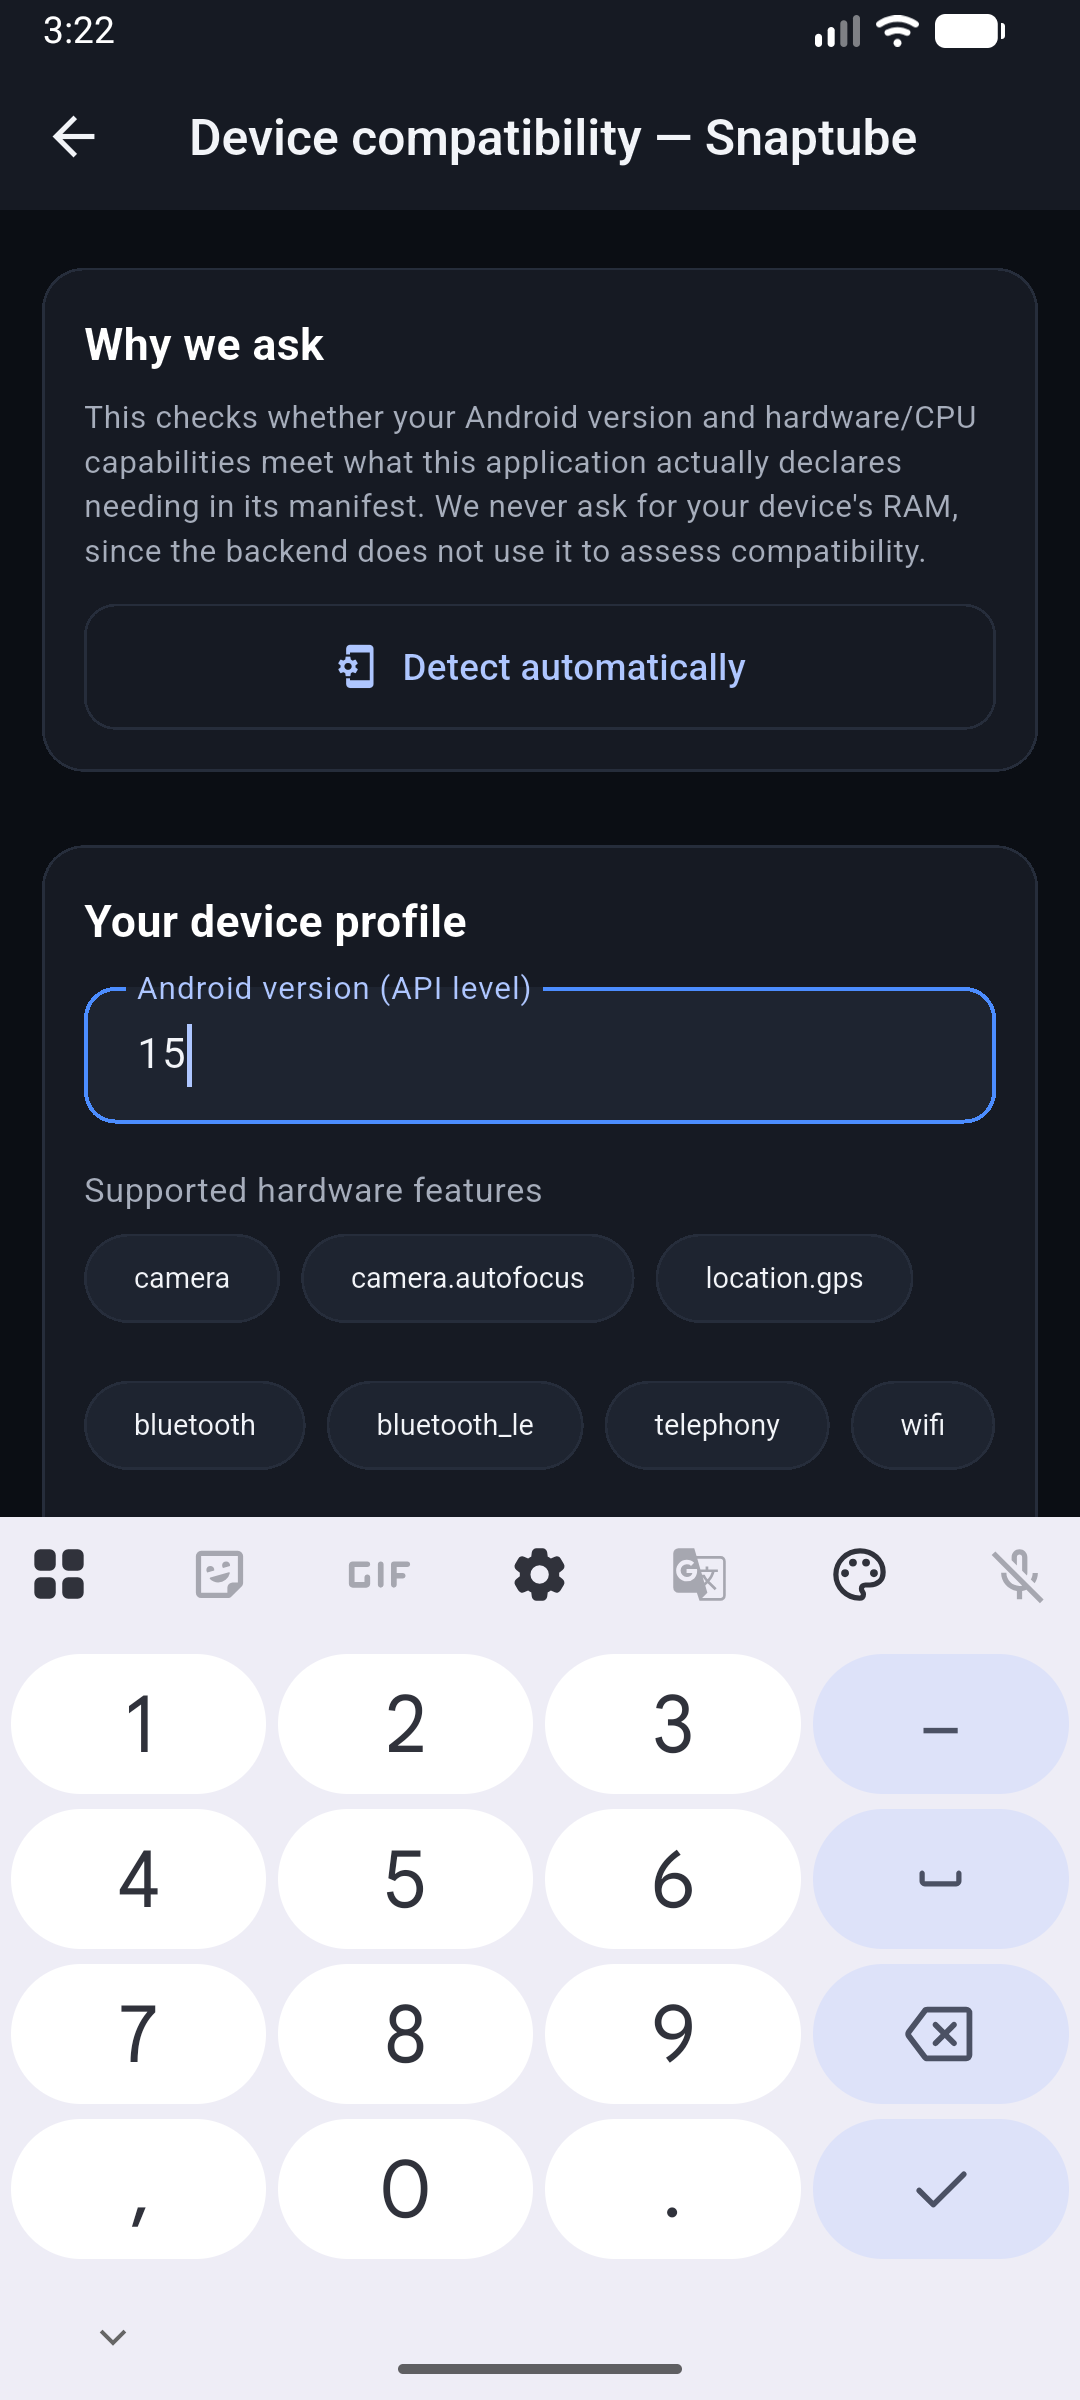 3:22
Device compatibility — Snaptube
Why we ask
This checks whether your Android version and hardware/CPU
capabilities meet what this application actually declares
needing in its manifest. We never ask for your device's RAM,
since the backend does not use it to assess compatibility.
Detect automatically
Your device profile
Android version (API level)
15
Supported hardware features
camera camera.autofocus location.gps
bluetooth bluetooth_le telephony wifi
GIF G 文
1 2 3 –
4 5 6
7 8 9
, 0 .